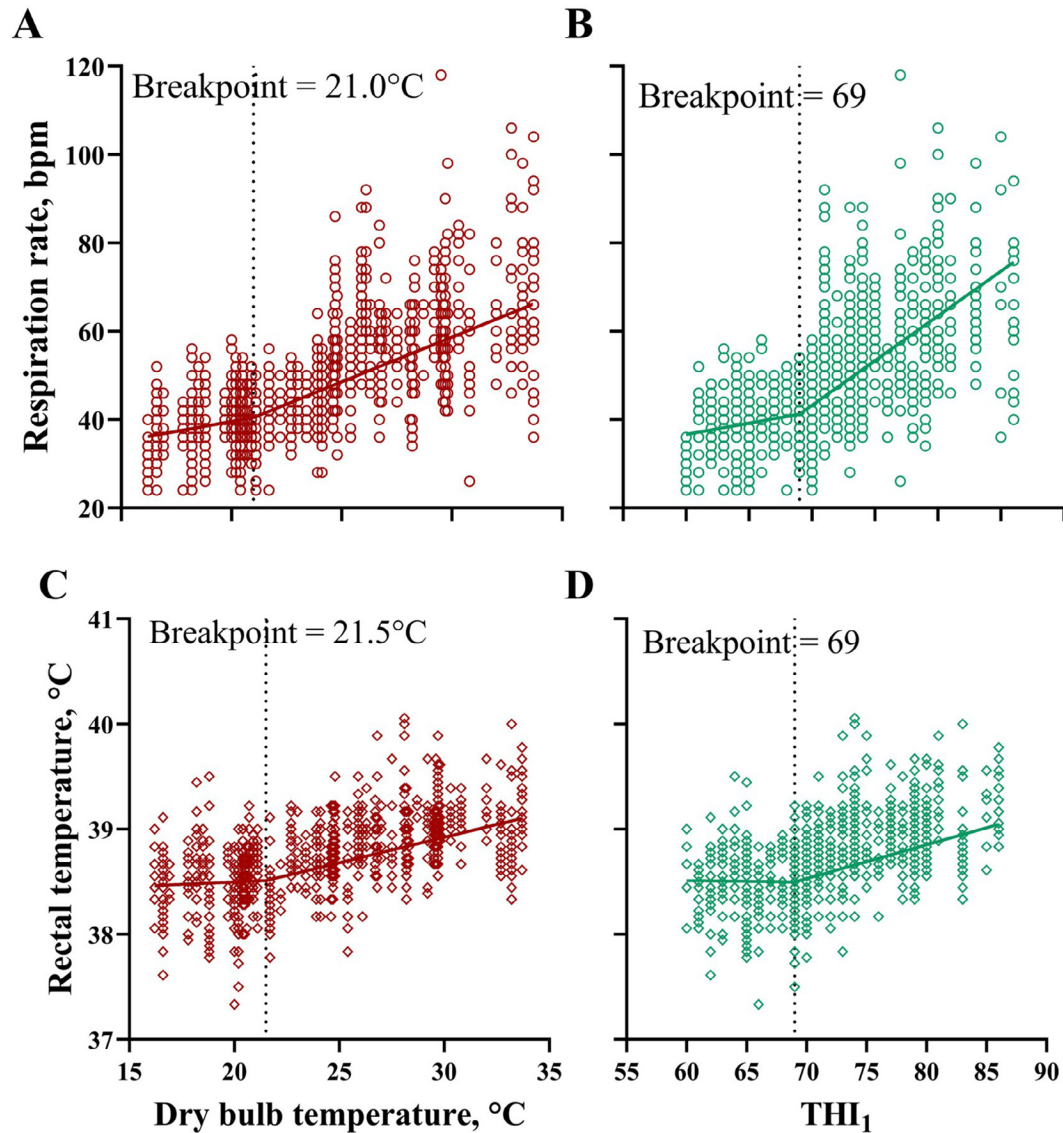 A
B
Breakpoint = 21.0°C
Breakpoint = 69
Respiration rate, bpm
120
100
80
60
40
20
C
D
Breakpoint = 21.5°C
Breakpoint = 69
Rectal temperature, °C
41
40
39
38
37
15 20 25 30 35
55 60 65 70 75 80 85 90
Dry bulb temperature, °C
THI₁